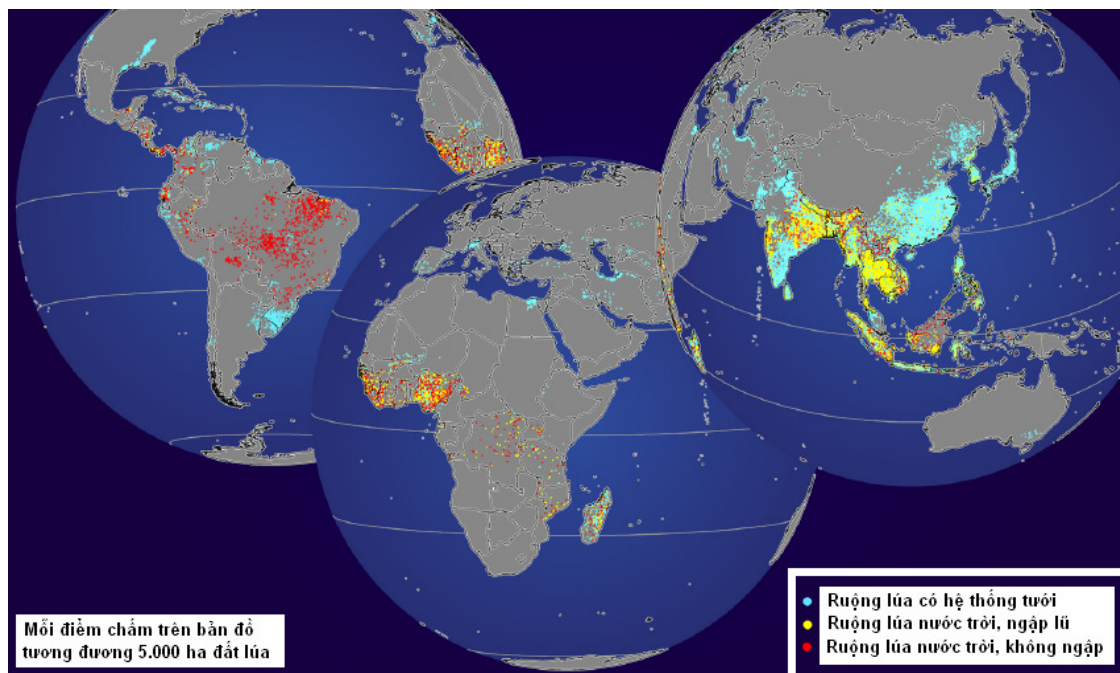 Mỗi điểm chấm trên bản đồ
tương đương 5.000 ha đất lúa
Ruộng lúa có hệ thống tưới
Ruộng lúa nước trời, ngập lũ
Ruộng lúa nước trời, không ngập